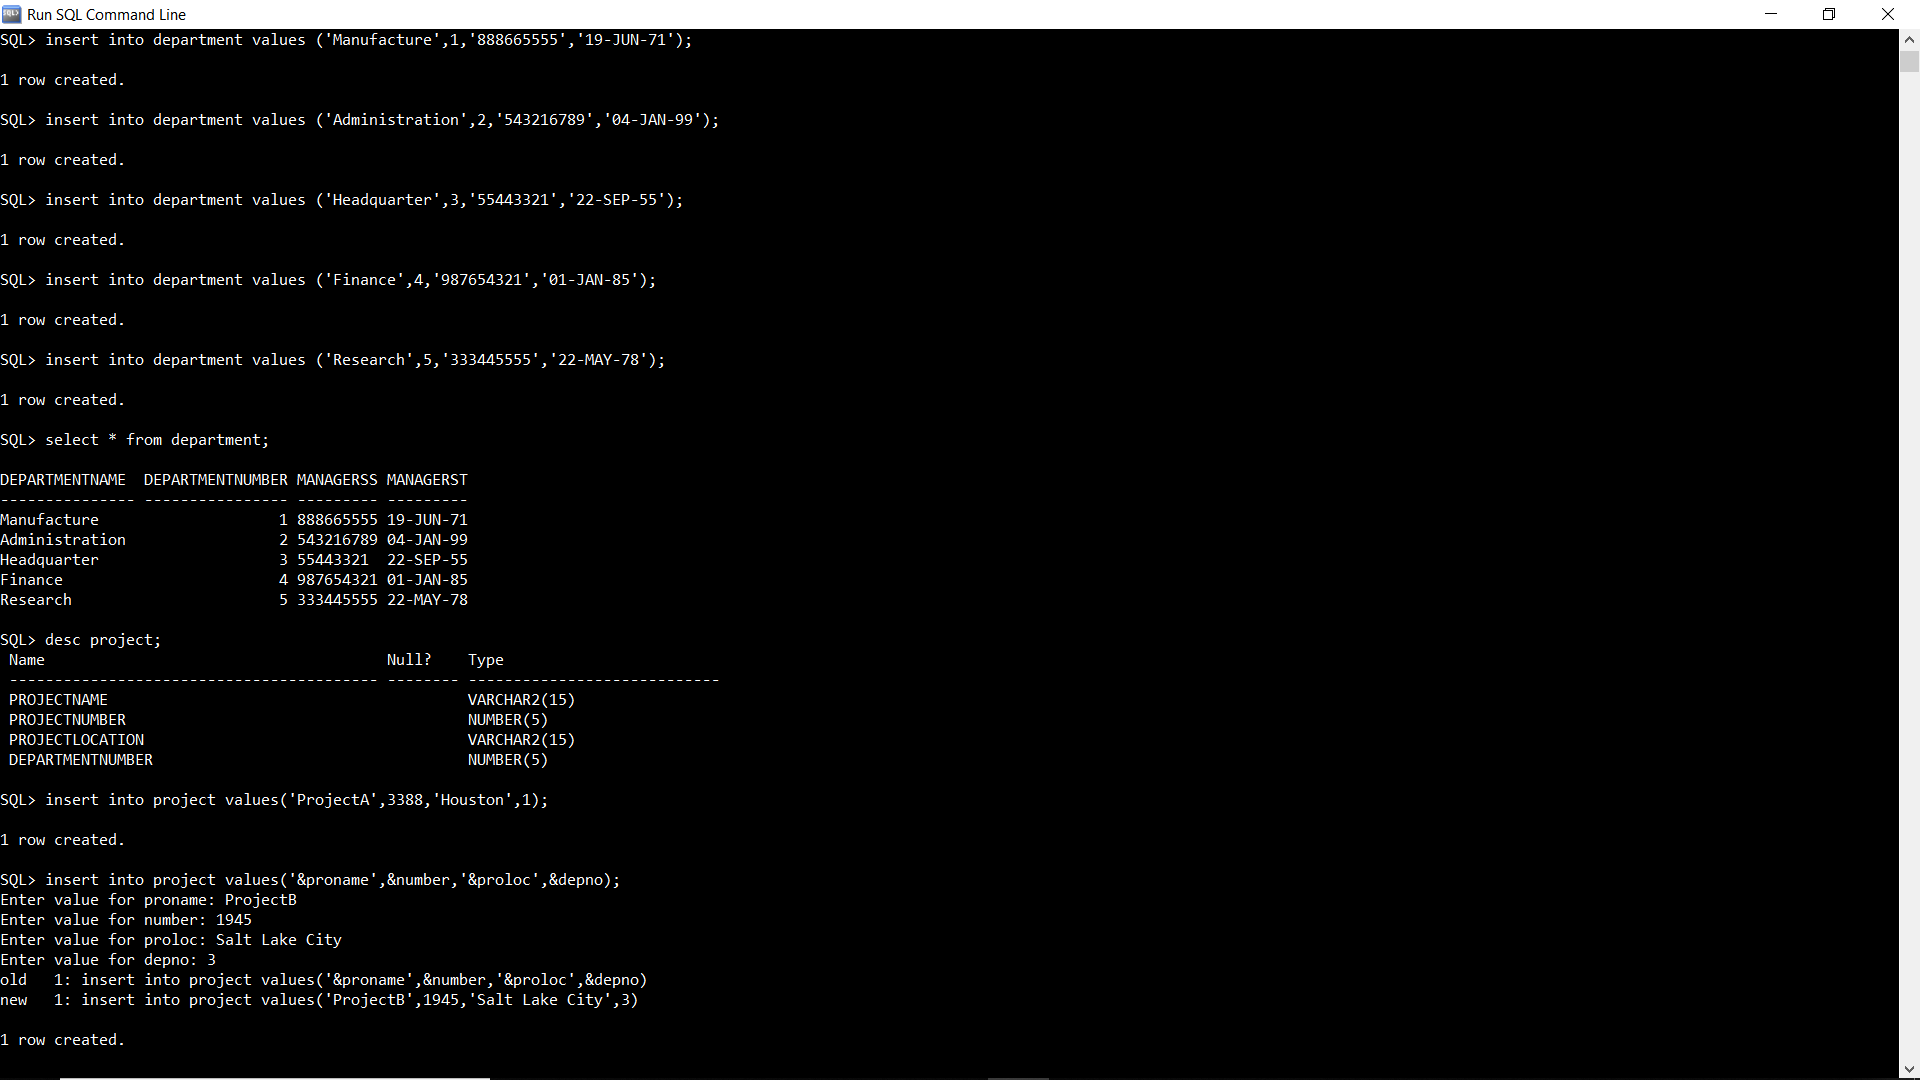 Run SQL Command Line
SQL> insert into department values ('Manufacture',1,'888665555','19-JUN-71');
1 row created.
SQL> insert into department values ('Administration',2,'543216789','04-JAN-99');
1 row created.
SQL> insert into department values ('Headquarter',3,'55443321','22-SEP-55');
1 row created.
SQL> insert into department values ('Finance',4,'987654321','01-JAN-85');
1 row created.
SQL> insert into department values ('Research',5,'333445555','22-MAY-78');
1 row created.
SQL> select * from department;
DEPARTMENTNAME  DEPARTMENTNUMBER MANAGERSS MANAGERST
--------------- ---------------- --------- ---------
Manufacture                    1 888665555 19-JUN-71
Administration                 2 543216789 04-JAN-99
Headquarter                    3 55443321  22-SEP-55
Finance                        4 987654321 01-JAN-85
Research                       5 333445555 22-MAY-78
SQL> desc project;
 Name                                      Null?    Type
 ----------------------------------------- -------- ----------------------------
 PROJECTNAME                                        VARCHAR2(15)
 PROJECTNUMBER                                      NUMBER(5)
 PROJECTLOCATION                                    VARCHAR2(15)
 DEPARTMENTNUMBER                                   NUMBER(5)
SQL> insert into project values('ProjectA',3388,'Houston',1);
1 row created.
SQL> insert into project values('&proname',&number,'&proloc',&depno);
Enter value for proname: ProjectB
Enter value for number: 1945
Enter value for proloc: Salt Lake City
Enter value for depno: 3
old   1: insert into project values('&proname',&number,'&proloc',&depno)
new   1: insert into project values('ProjectB',1945,'Salt Lake City',3)
1 row created.